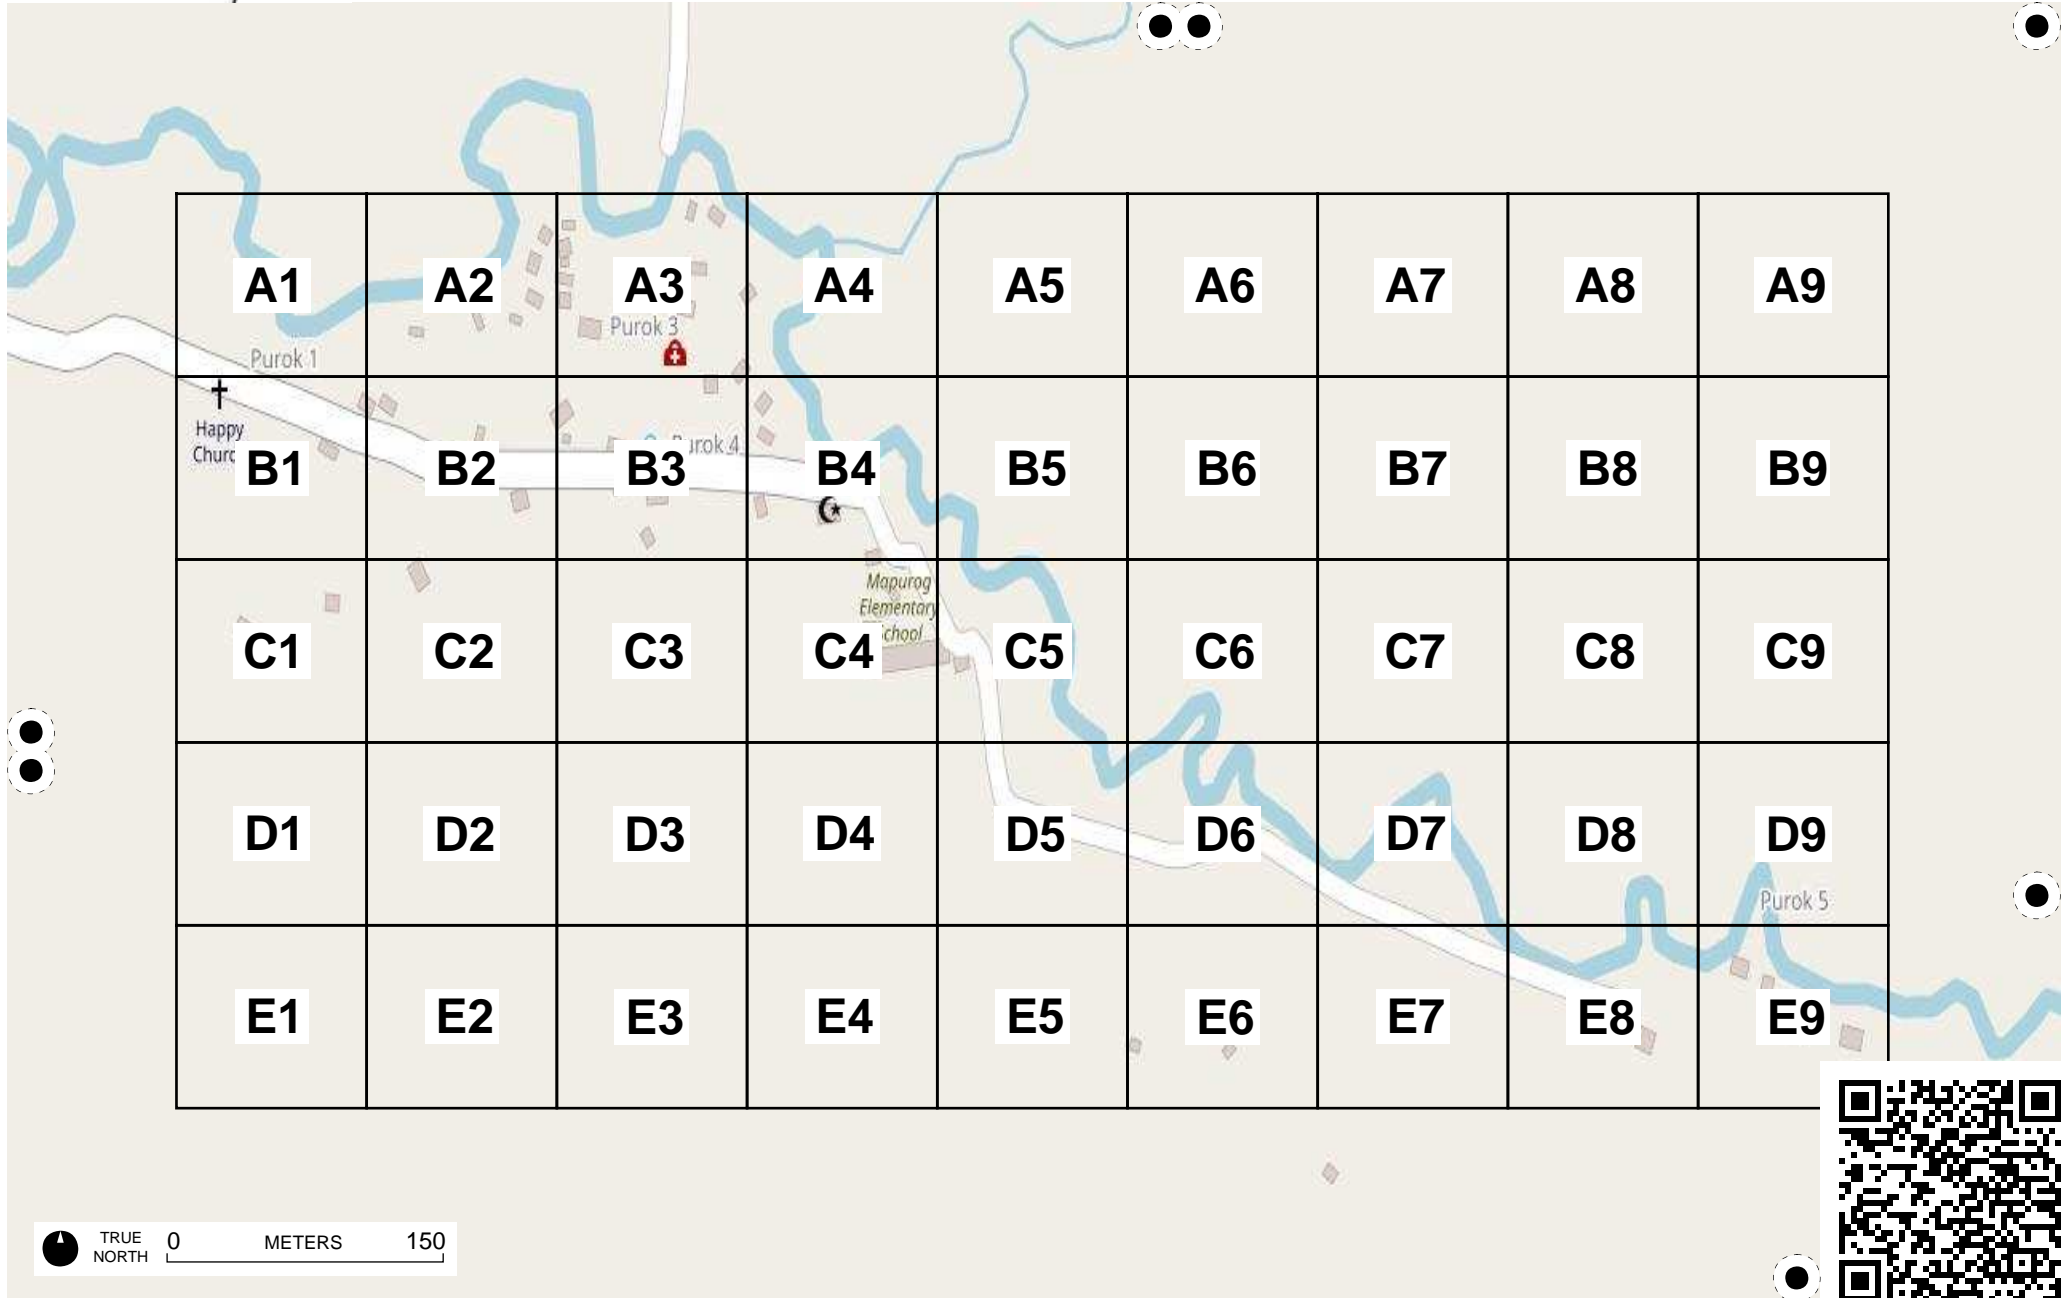 A1 A2 A3 A4 A5 A6 A7 A8 A9
Purok 3
Purok 1
Happy
B1 B2 B3 B4 B5 B6 B7 B8 B9
Mapurog
Elementary
C1 C2 C3 C4 C5 C6 C7 C8 C9
D1 D2 D3 D4 D5 D6 D7 D8 D9
Purok 5
E1 E2 E3 E4 E5 E6 E7 E8 E9
TRUE
NORTH
0 METERS 150